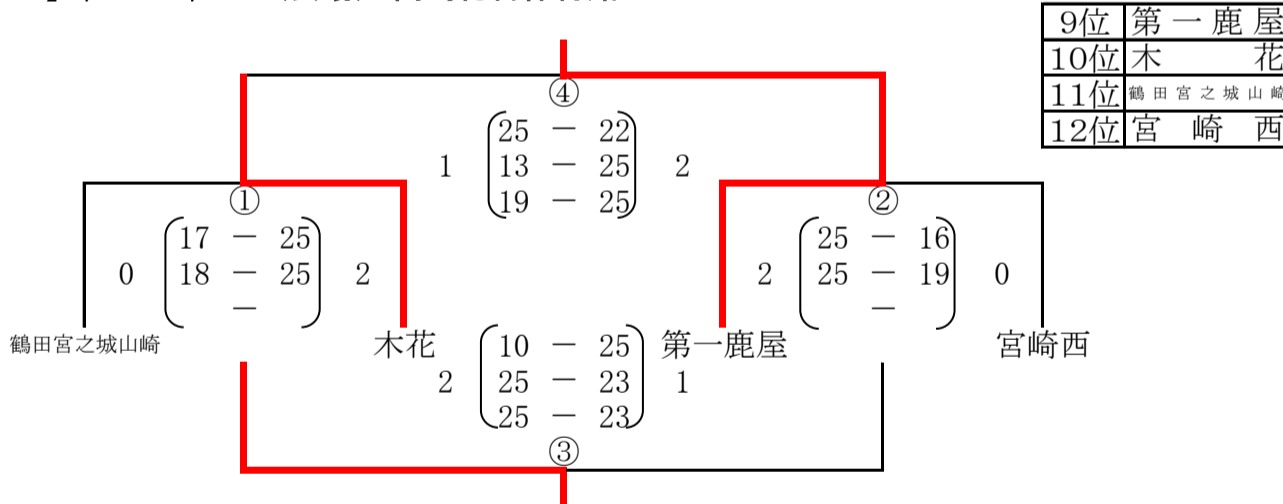 9位 第一鹿屋
10位 木花
11位 鶴田宮之城山崎
12位 宮崎西
④
25 − 22
1 13 − 25 2
19 − 25
① ②
17 − 25 25 − 16
0 18 − 25 2 2 25 − 19 0
− −
鶴田宮之城山崎 木花 第一鹿屋 宮崎西
10 − 25
2 25 − 23 1
25 − 23
③